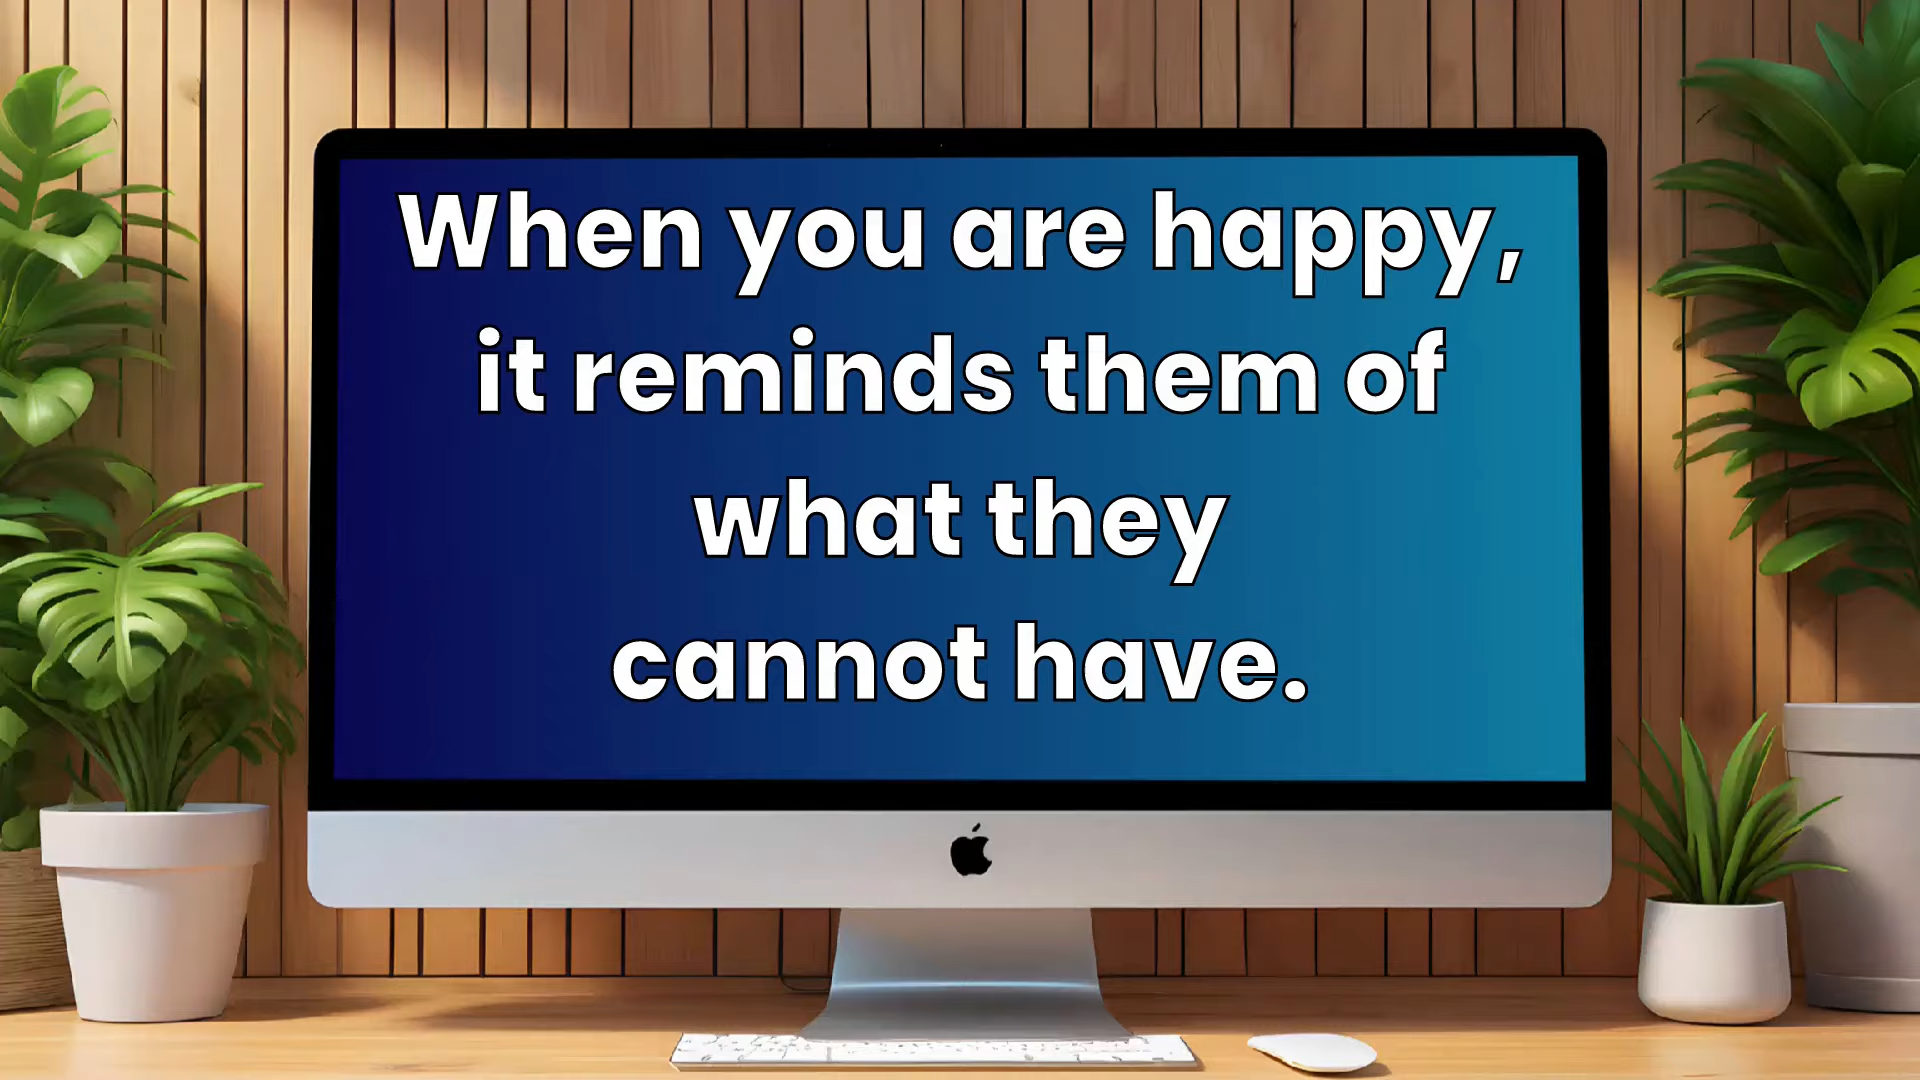 When you are happy,
it reminds them of
what they
cannot have.